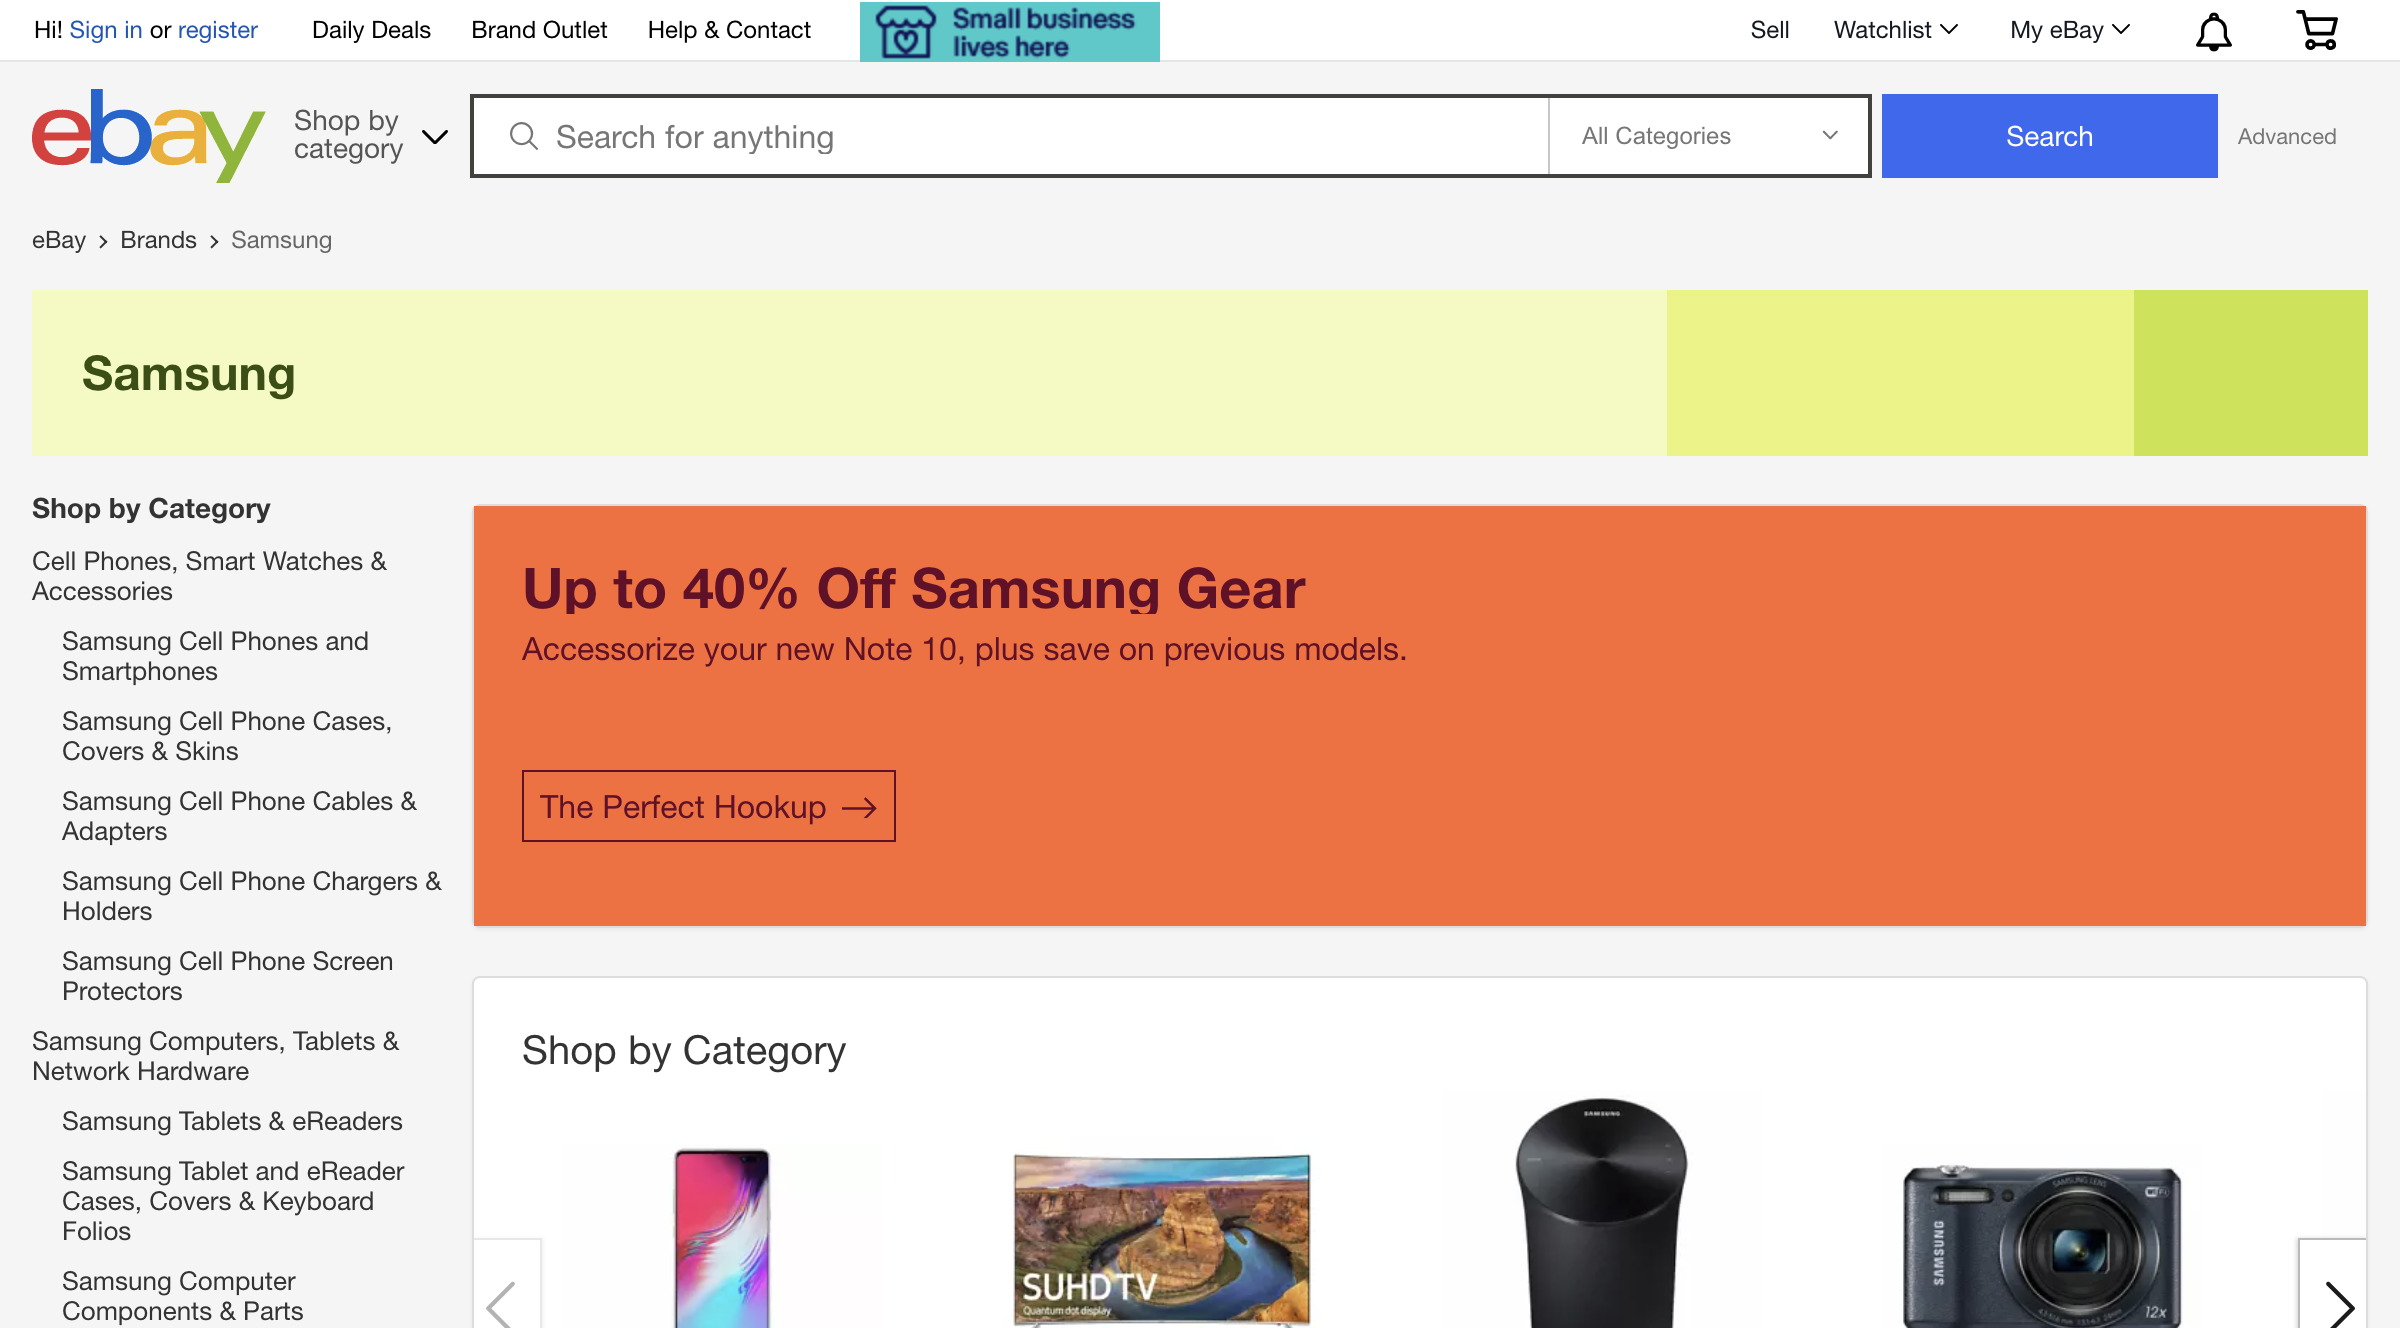 Hi! Sign in or register
Daily Deals
Brand Outlet
Help & Contact
Small business
lives here
Sell
Watchlist
My eBay
ebay
Shop by
category
Search for anything
All Categories
Search
Advanced
eBay
Brands
Samsung
Samsung
Shop by Category
Cell Phones, Smart Watches &
Accessories
Samsung Cell Phones and
Smartphones
Samsung Cell Phone Cases,
Covers & Skins
Samsung Cell Phone Cables &
Adapters
Samsung Cell Phone Chargers &
Holders
Samsung Cell Phone Screen
Protectors
Samsung Computers, Tablets &
Network Hardware
Samsung Tablets & eReaders
Samsung Tablet and eReader
Cases, Covers & Keyboard
Folios
Samsung Computer
Components & Parts
Up to 40% Off Samsung Gear
Accessorize your new Note 10, plus save on previous models.
The Perfect Hookup
Shop by Category
SUHD TV
Quantum dot display
SAMSUNG
SAMSUNG
SAMSUNG LENS
WiFi
12x